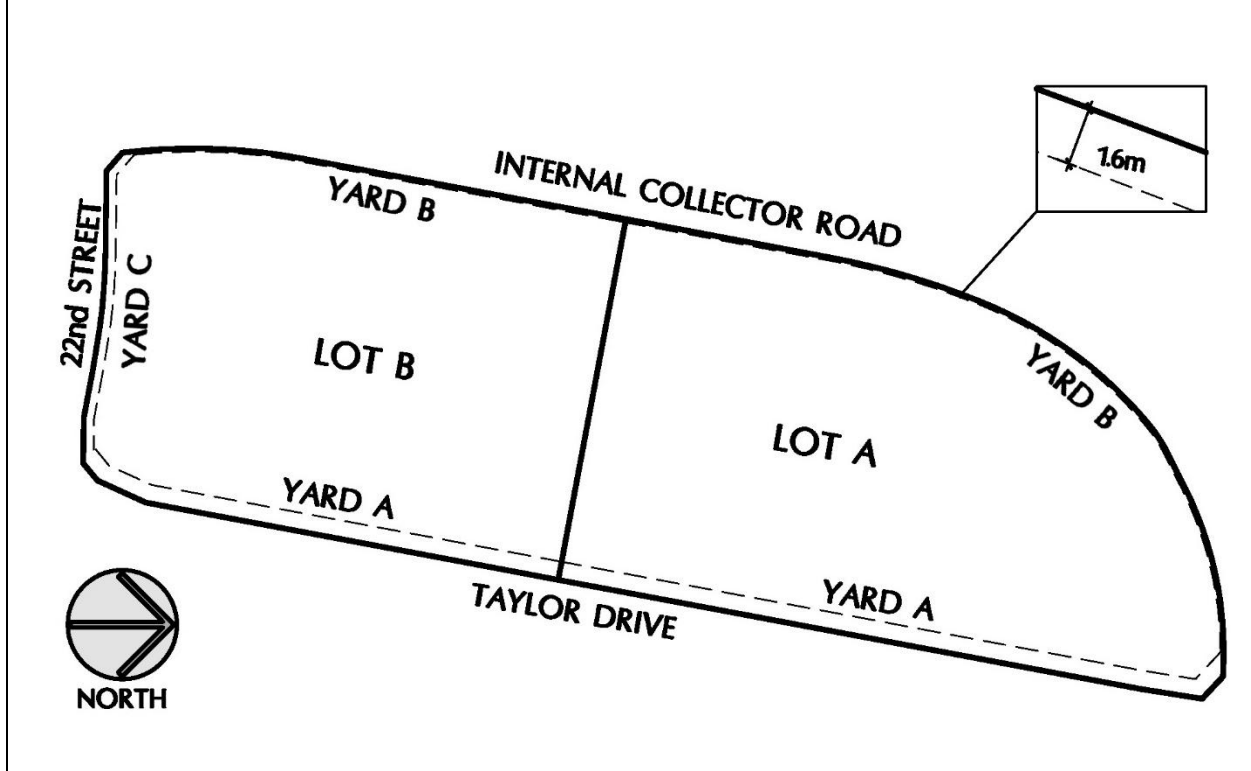 1.6m
INTERNAL COLLECTOR ROAD
YARD B
22nd STREET
YARD C
LOT B
YARD B
LOT A
YARD A
YARD A
TAYLOR DRIVE
NORTH